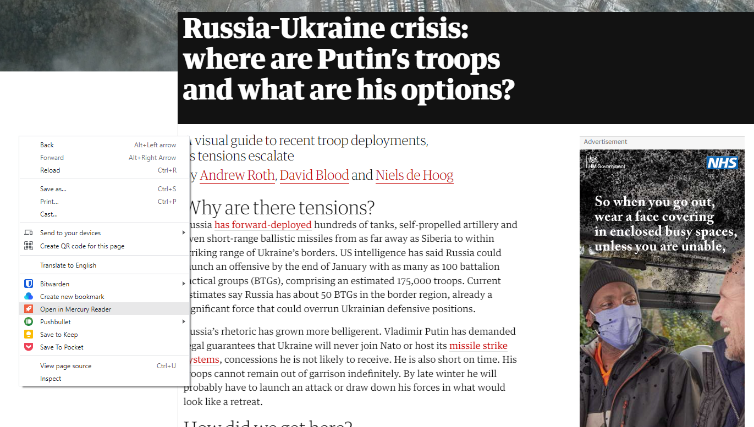 Russia-Ukraine crisis:
where are Putin's troops
and what are his options?
visual guide to recent troop deployments,
s tensions escalate
y Andrew Roth, David Blood and Niels de Hoog
Why are there tensions?
ussia has forward-deployed hundreds of tanks, self-propelled artillery and
ven short-range ballistic missiles from as far away as Siberia to within
triking range of Ukraine's borders. US intelligence has said Russia could
unch an offensive by the end of January with as many as 100 battalion
actical groups (BTGs), comprising an estimated 175,000 troops. Current
stimates say Russia has about 50 BTGs in the border region, already a
gnificant force that could overrun Ukrainian defensive positions.
ussia's rhetoric has grown more belligerent. Vladimir Putin has demanded
egal guarantees that Ukraine will never join Nato or host its missile strike
ystems, concessions he is not likely to receive. He is also short on time. His
oops cannot remain out of garrison indefinitely. By late winter he will
robably have to launch an attack or draw down his forces in what would
look like a retreat.
How did we get here?
Back Alt+Left arrow
Forward Alt+Right Arrow
Reload Ctrl+R
Save as... Ctrl+S
Print... Ctrl+P
Cast...
Send to your devices
Create QR code for this page
Translate to English
Bitwarden
Create new bookmark
Open in Mercury Reader
Pushbullet
Save to Keep
Save To Pocket
View page source Ctrl+U
Inspect
Advertisement
HM Government
NHS
So when you go out,
wear a face covering
in enclosed busy spaces,
unless you are unable,